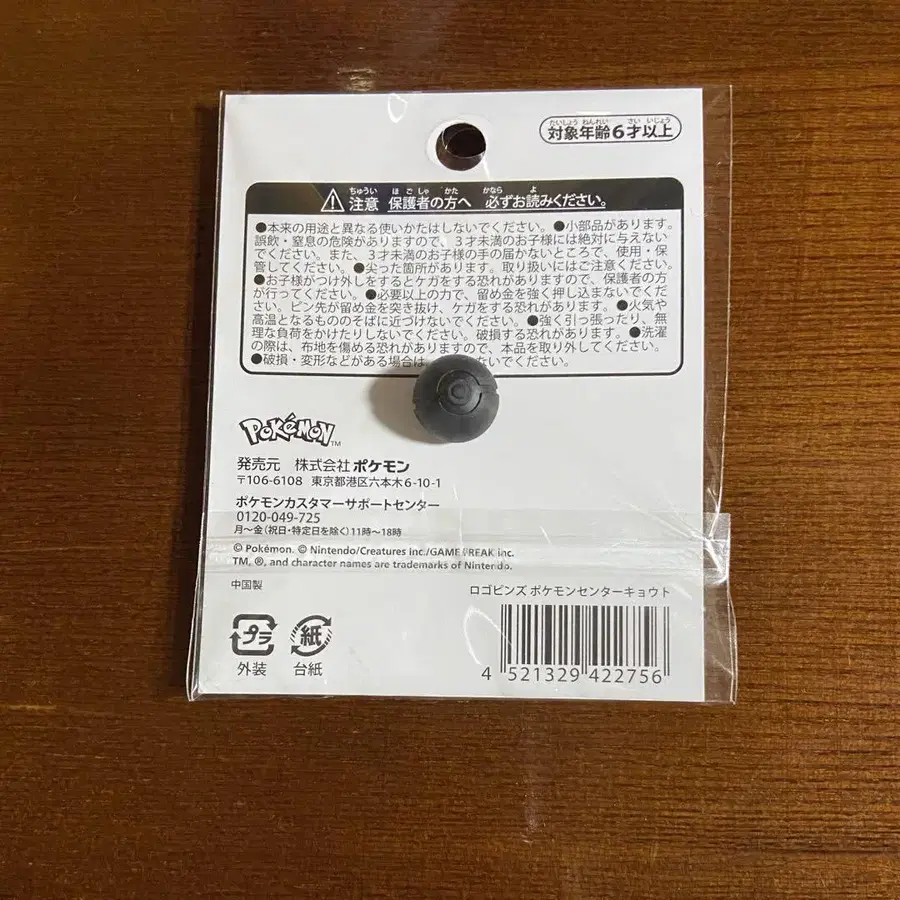 対象年齢6才以上
たいしょう ねんれい さい いじょう
ちゅうい ほごしゃ かた かなら よ
注意 保護者の方へ 必ずお読みください。
●本来の用途と異なる使いかたはしないでください。●小部品があります。
誤飲・窒息の危険がありますので、3才未満のお子様には絶対に与えない
でください。また、3才未満のお子様の手の届かないところで、使用・保
管してください。●尖った箇所があります。取り扱いにはご注意ください。
●お子様がつけ外しをするとケガをする恐れがありますので、保護者の方
が行ってください。●必要以上の力で、留め金を強く押し込まないでくだ
さい。ピン先が留め金を突き抜け、ケガをする恐れがあります。●火気や
高温となるもののそばに近づけないでください。●強く引っ張ったり、無
理な負荷をかけたりしないでください。破損する恐れがあります。●洗濯
の際は、布地を傷める恐れがありますので、本品を取り外してください。
●破損・変形などがある場合は ないでください。
POKéMON TM
発売元 株式会社ポケモン
〒106-6108 東京都港区六本木6-10-1
ポケモンカスタマーサポートセンター
0120-049-725
月～金(祝日・特定日を除く)11時～18時
© Pokémon. © Nintendo/Creatures inc./GAME FREAK inc.
TM, ®, and character names are trademarks of Nintendo.
中国製
ロゴピンズ ポケモンセンターキョウト
プラ 紙
外装 台紙
4 521329 422756